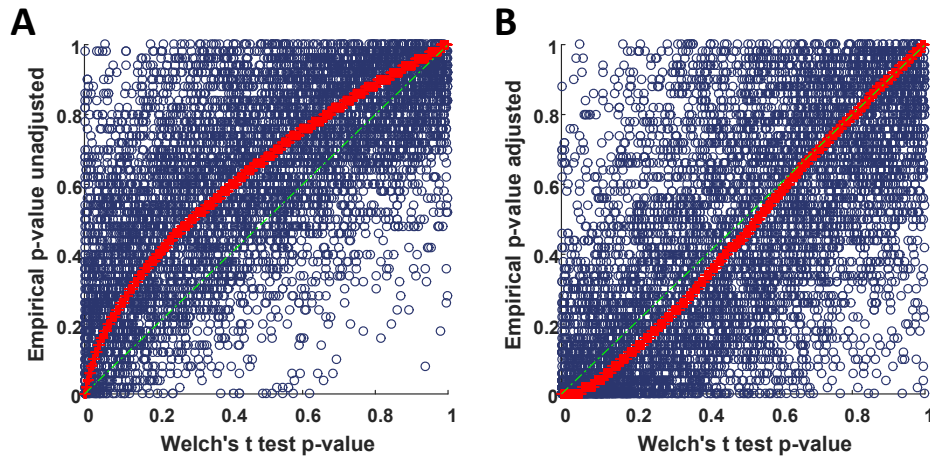 A
B
Empirical p-value unadjusted
1
0.8
0.6
0.4
0.2
0
0 0.2 0.4 0.6 0.8 1
Welch's t test p-value
Empirical p-value adjusted
1
0.8
0.6
0.4
0.2
0
0 0.2 0.4 0.6 0.8 1
Welch's t test p-value